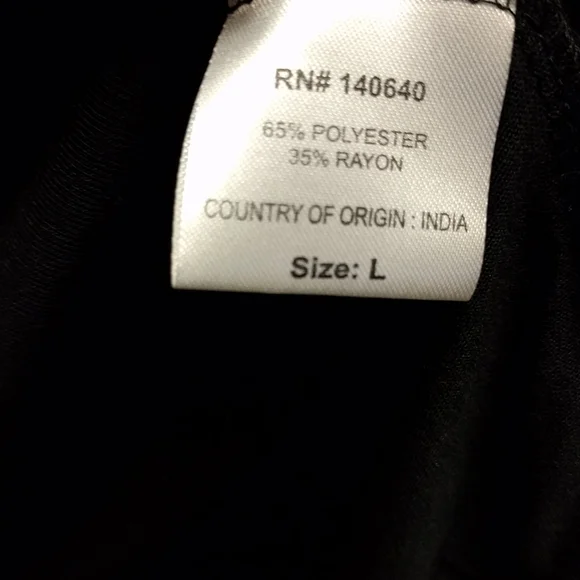 RN# 140640
65% POLYESTER
35% RAYON
COUNTRY OF ORIGIN : INDIA
Size: L